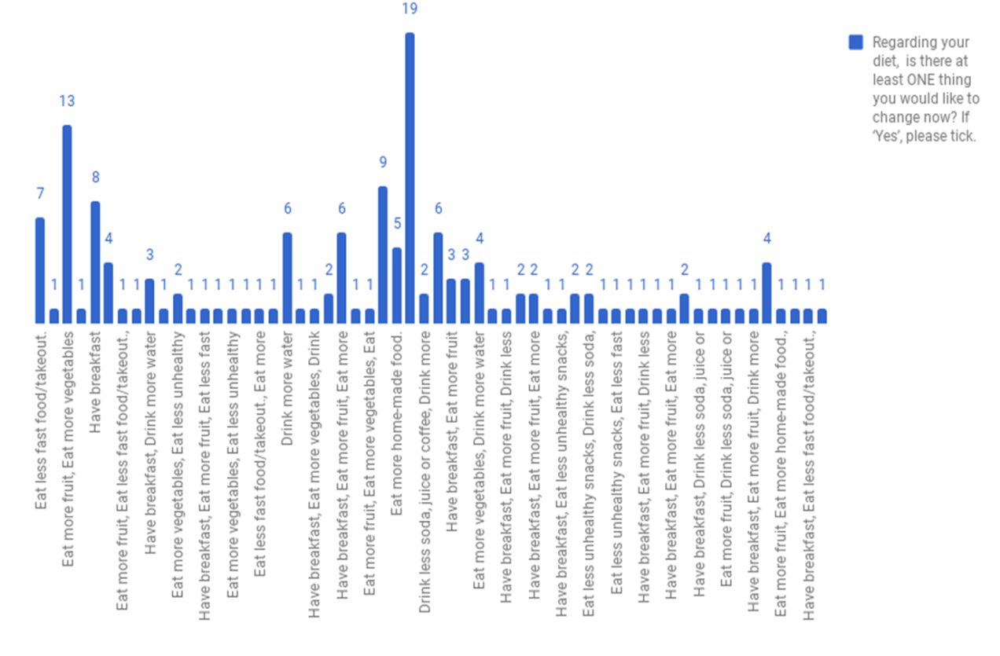 7
1
13
1
8
4
1
1
3
1
2
1
1
1
1
1
1
1
6
1
1
2
6
1
1
9
5
19
2
6
3
3
4
1
1
2
2
1
1
2
2
1
1
1
1
1
1
2
1
1
1
1
1
4
1
1
1
1
Regarding your
diet, is there at
least ONE thing
you would like to
change now? If
‘Yes’, please tick.
Eat less fast food/takeout.
Eat more fruit, Eat more vegetables
Have breakfast
Eat more fruit, Eat less fast food/takeout.,
Have breakfast, Drink more water
Eat more vegetables, Eat less unhealthy
Have breakfast, Eat more fruit, Eat less fast
Eat more vegetables, Eat less unhealthy
Eat less fast food/takeout., Eat more
Drink more water
Have breakfast, Eat more vegetables, Drink
Have breakfast, Eat more fruit, Eat more
Eat more fruit, Eat more vegetables, Eat
Eat more home-made food.
Drink less soda, juice or coffee, Drink more
Have breakfast, Eat more fruit
Eat more vegetables, Drink more water
Have breakfast, Eat more fruit, Drink less
Have breakfast, Eat more fruit, Eat more
Have breakfast, Eat less unhealthy snacks,
Eat less unhealthy snacks, Drink less soda,
Eat less unhealthy snacks, Eat less fast
Have breakfast, Eat more fruit, Drink less
Have breakfast, Eat more fruit, Eat more
Have breakfast, Drink less soda, juice or
Eat more fruit, Drink less soda, juice or
Have breakfast, Eat more fruit, Drink more
Eat more fruit, Eat more home-made food.,
Have breakfast, Eat less fast food/takeout.,